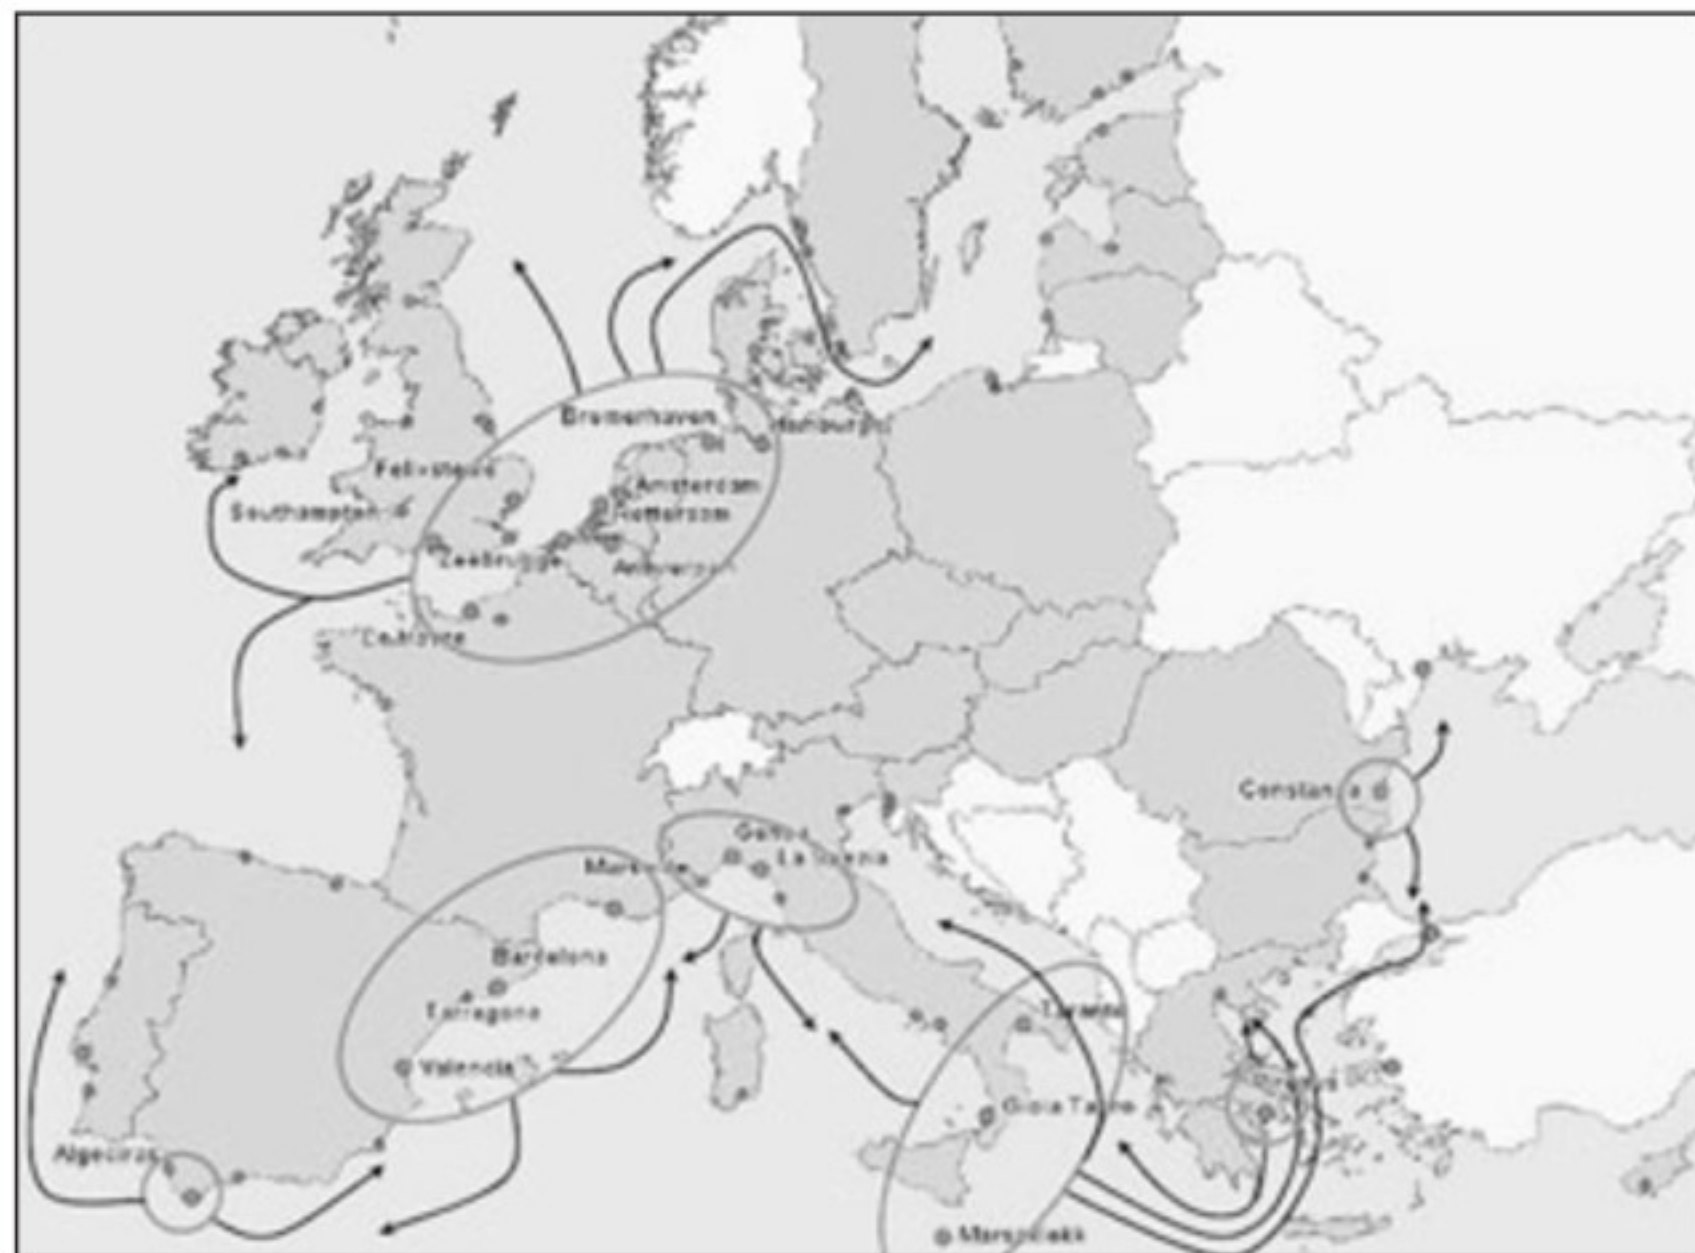 Bremerhaven
Hamburg
Felixstowe
Amsterdam
Southampton
Rotterdam
Zeebrugge
Antwerpen
Le Havre
Constanta
Genua
La Spezia
Marseille
Barcelona
Tarragona
Taranto
Valencia
Gioia Tauro
Algeciras
Marsaxlokk